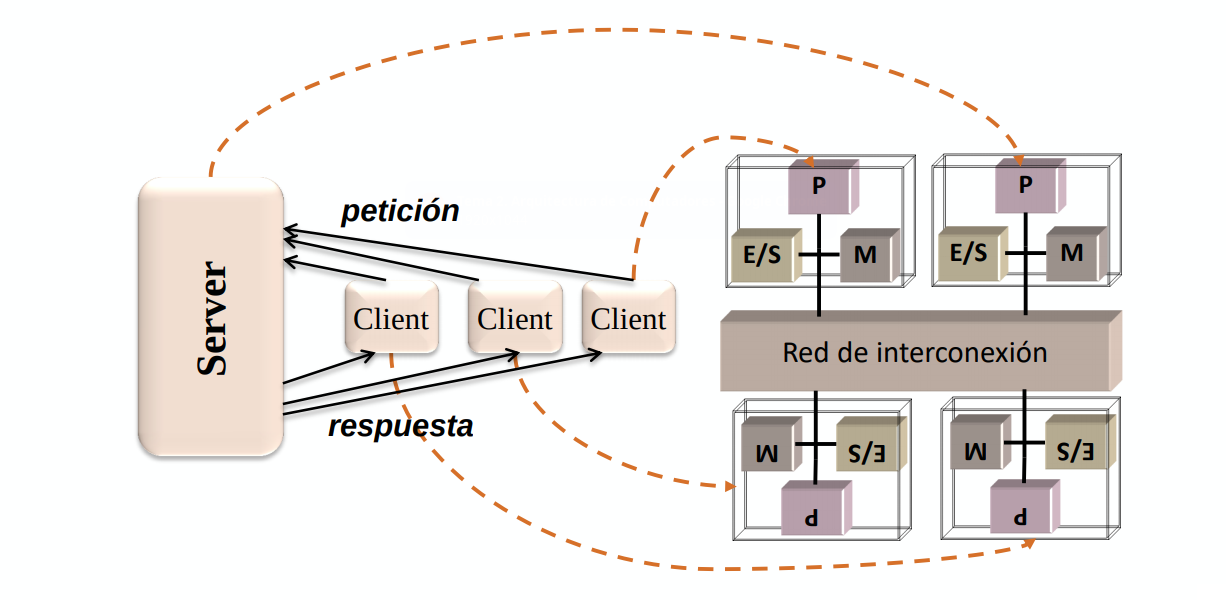 petición
Server
Client
Client
Client
respuesta
P
E/S
M
P
E/S
M
Red de interconexión
M
E/S
P
M
E/S
P